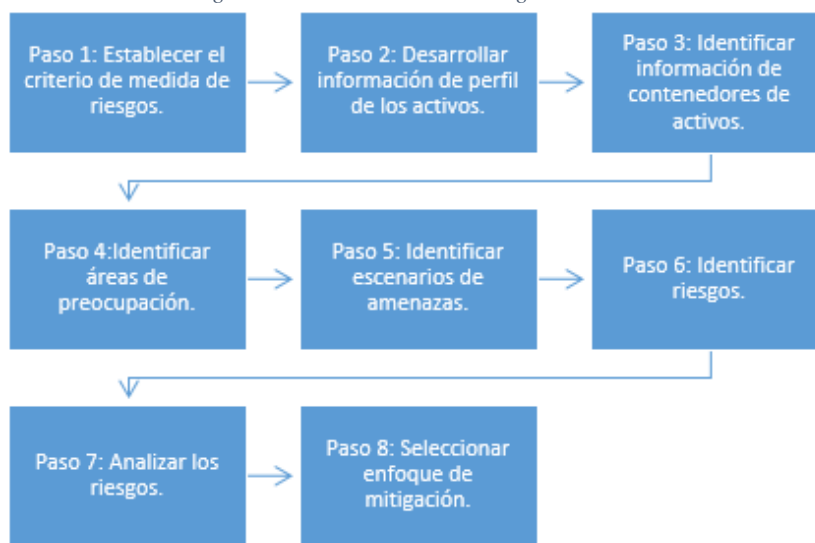 Paso 1: Establecer el
criterio de medida de
riesgos.
Paso 2: Desarrollar
información de perfil
de los activos.
Paso 3: Identificar
información de
contenedores de
activos.
Paso 4:Identificar
áreas de
preocupación.
Paso 5: Identificar
escenarios de
amenazas.
Paso 6: Identificar
riesgos.
Paso 7: Analizar los
riesgos.
Paso 8: Seleccionar
enfoque de
mitigación.